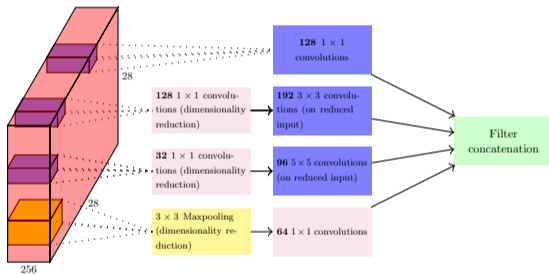 128 1 × 1
convolutions
28
128 1 × 1 convolu-
tions (dimensionality
reduction)
192 3 × 3 convolu-
tions (on reduced
input)
Filter
concatenation
32 1 × 1 convolu-
tions (dimensionality
reduction)
96 5×5 convolutions
(on reduced input)
28
3 × 3 Maxpooling
(dimensionality re-
duction)
64 1×1 convolutions
256